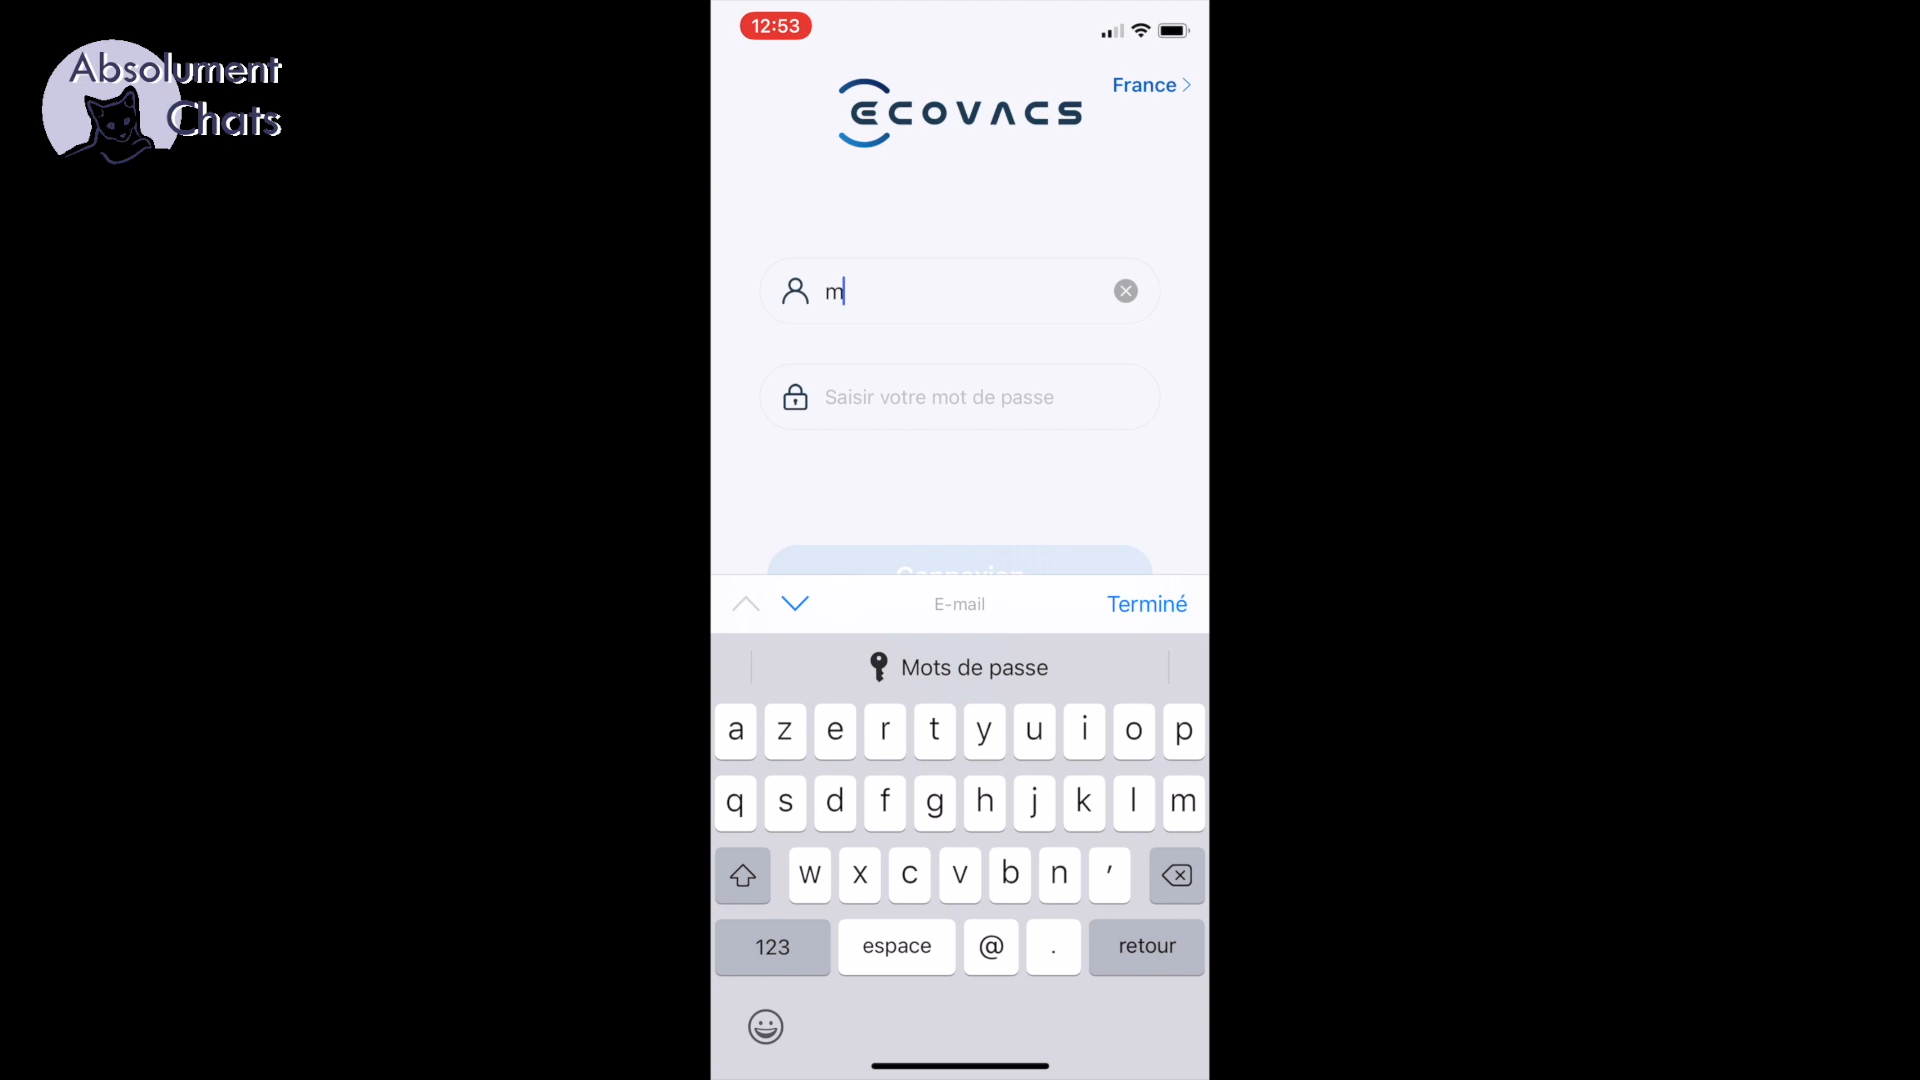 Absolument
Chats
12:53
France
ECOVACS
m
Saisir votre mot de passe
Connexion
E-mail
Terminé
Mots de passe
a z e r t y u i o p
q s d f g h j k l m
w x c v b n ’
123 espace @ . retour